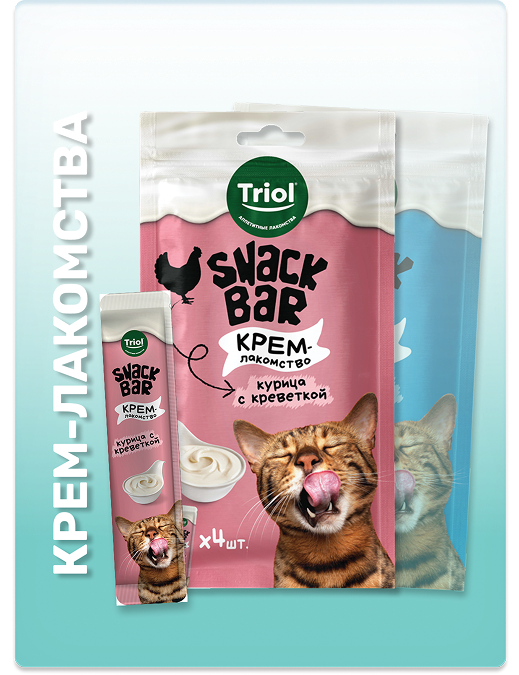 КРЕМ-ЛАКОМСТВА
Triol
АППЕТИТНЫЕ ЛАКОМСТВА
SNACK
BAR
КРЕМ-
лакомство
курица
с креветкой
x4шт.
Triol
SNACK
BAR
КРЕМ-
лакомство
курица с
креветкой
K